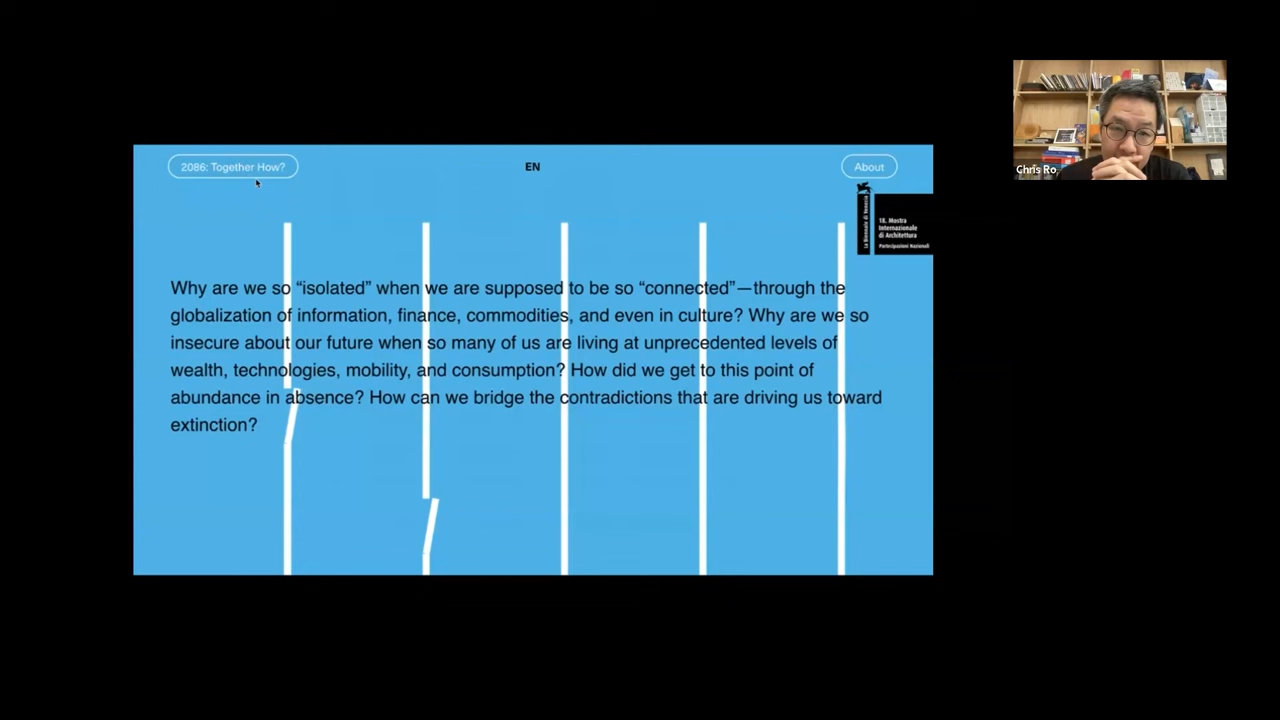 2086: Together How?
EN
About
La Biennale di Venezia
18. Mostra
Internazionale
di Architettura
Partecipazioni Nazionali
Why are we so “isolated” when we are supposed to be so “connected”—through the
globalization of information, finance, commodities, and even in culture? Why are we so
insecure about our future when so many of us are living at unprecedented levels of
wealth, technologies, mobility, and consumption? How did we get to this point of
abundance in absence? How can we bridge the contradictions that are driving us toward
extinction?
Chris Ro